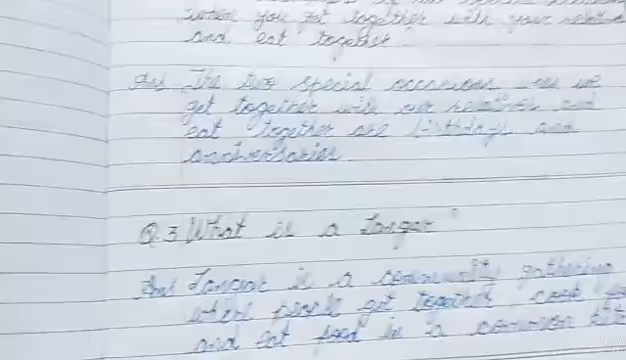 when you get together with your
and eat together
Ans The two special occasions we
get together with our relatives and
eat together are birthdays and
anniversaries.
Q.3 What is a Langar?
Ans Langar is a community gathering
where people get together, cook
and eat food in a common